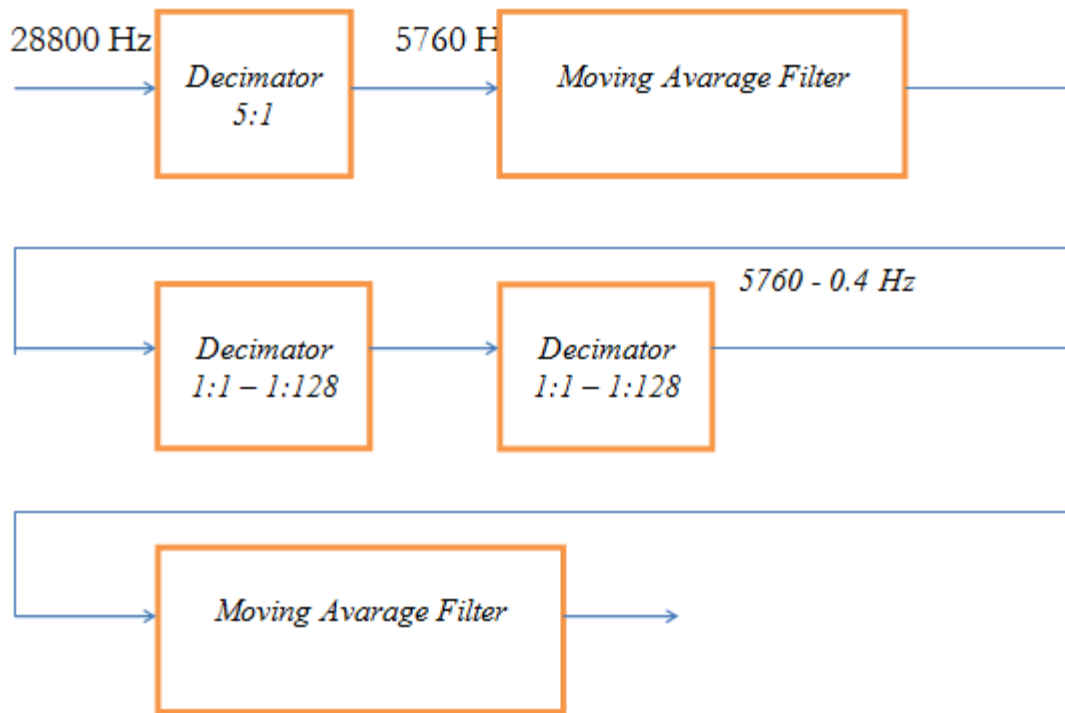 28800 Hz
5760 H
Decimator
5:1
Moving Avarage Filter
5760 - 0.4 Hz
Decimator
1:1 – 1:128
Decimator
1:1 – 1:128
Moving Avarage Filter